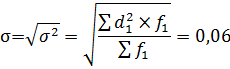 σ=√σ² = √(∑ d₁² × f₁ / ∑ f₁) = 0,06